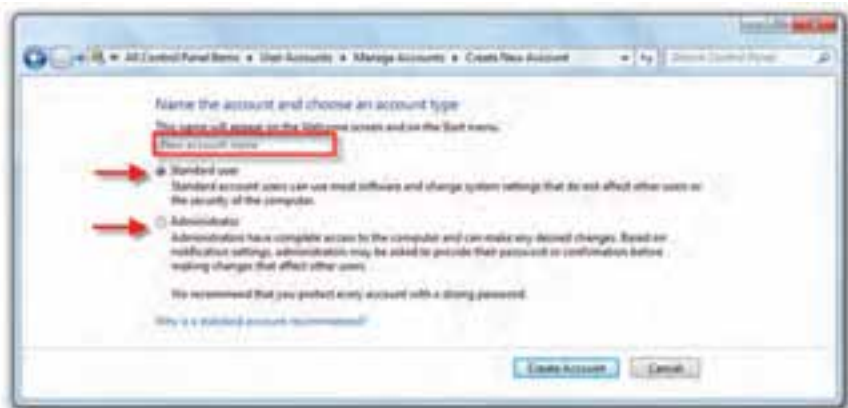 All Control Panel Items ▸ User Accounts ▸ Manage Accounts ▸ Create New Account
Search Control Panel
Name the account and choose an account type
This name will appear on the Welcome screen and on the Start menu.
New account name
Standard user
Standard account users can use most software and change system settings that do not affect other users or
the security of the computer.
Administrator
Administrators have complete access to the computer and can make any desired changes. Based on
notification settings, administrators may be asked to provide their password or confirmation before
making changes that affect other users.
We recommend that you protect every account with a strong password.
Why is a standard account recommended?
Create Account
Cancel